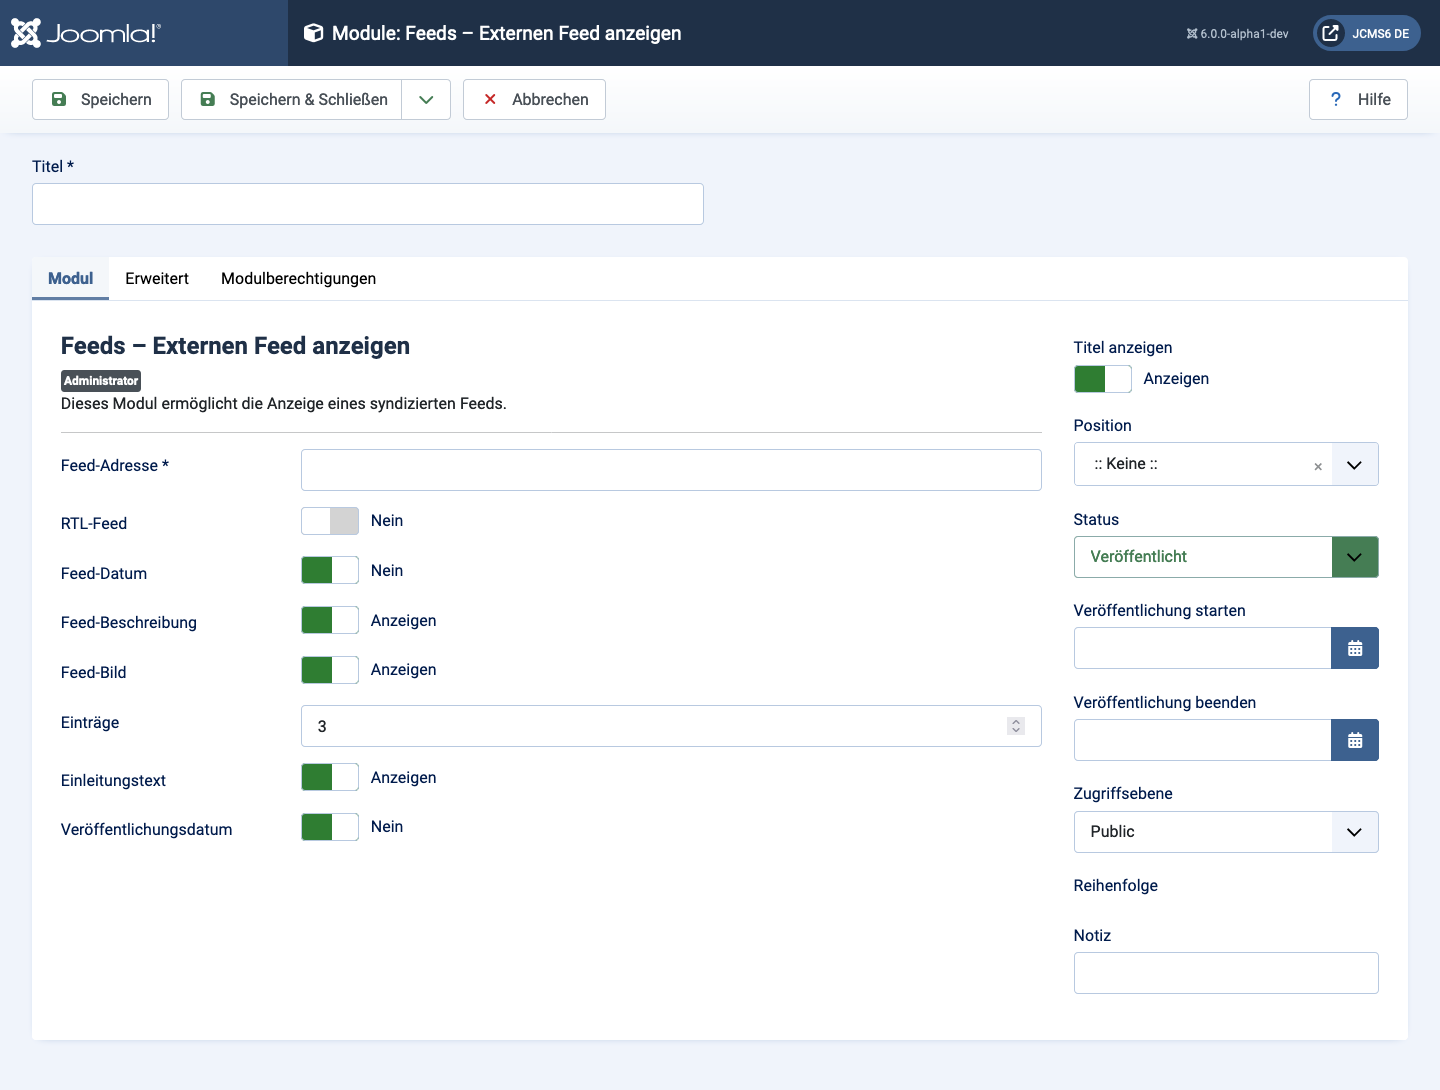 Joomla!®
Module: Feeds – Externen Feed anzeigen
6.0.0-alpha1-dev
JCMS6 DE
Speichern
Speichern & Schließen
Abbrechen
? Hilfe
Titel *
Modul
Erweitert
Modulberechtigungen
Feeds – Externen Feed anzeigen
Administrator
Dieses Modul ermöglicht die Anzeige eines syndizierten Feeds.
Feed-Adresse *
RTL-Feed
Nein
Feed-Datum
Nein
Feed-Beschreibung
Anzeigen
Feed-Bild
Anzeigen
Einträge
3
Einleitungstext
Anzeigen
Veröffentlichungsdatum
Nein
Titel anzeigen
Anzeigen
Position
:: Keine ::
×
Status
Veröffentlicht
Veröffentlichung starten
Veröffentlichung beenden
Zugriffsebene
Public
Reihenfolge
Notiz